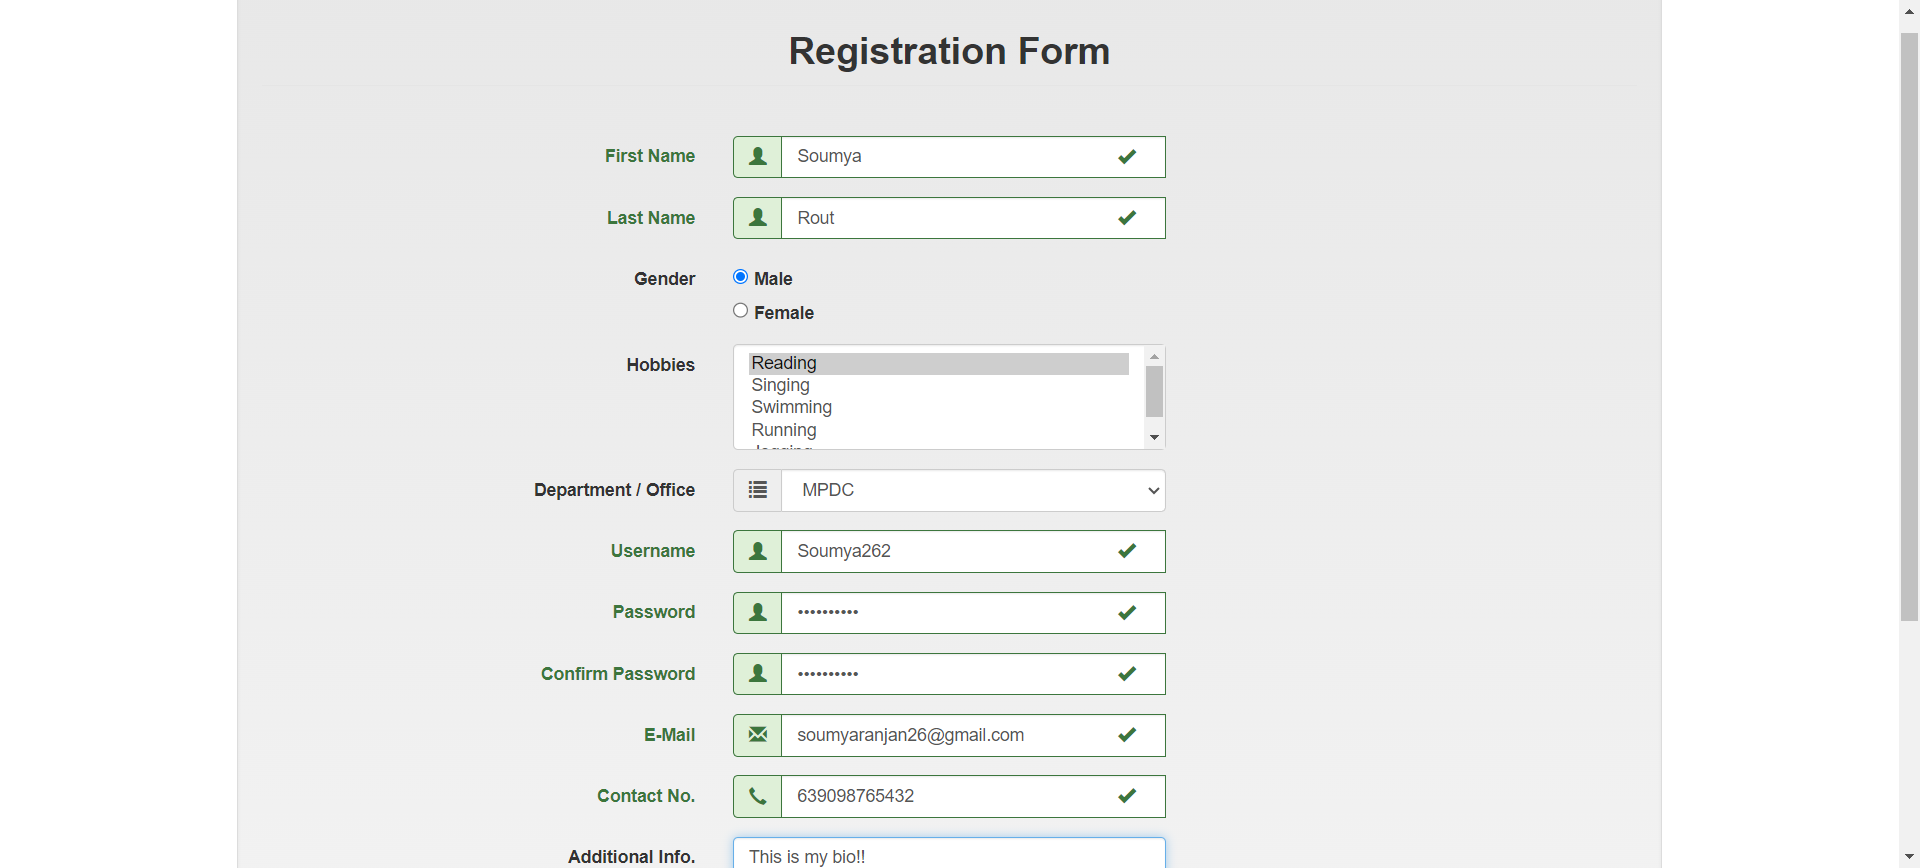 Registration Form
First Name Soumya
Last Name Rout
Gender Male
Female
Hobbies Reading
Singing
Swimming
Running
Department / Office MPDC
Username Soumya262
Password ••••••••••
Confirm Password ••••••••••
E-Mail soumyaranjan26@gmail.com
Contact No. 639098765432
Additional Info. This is my bio!!